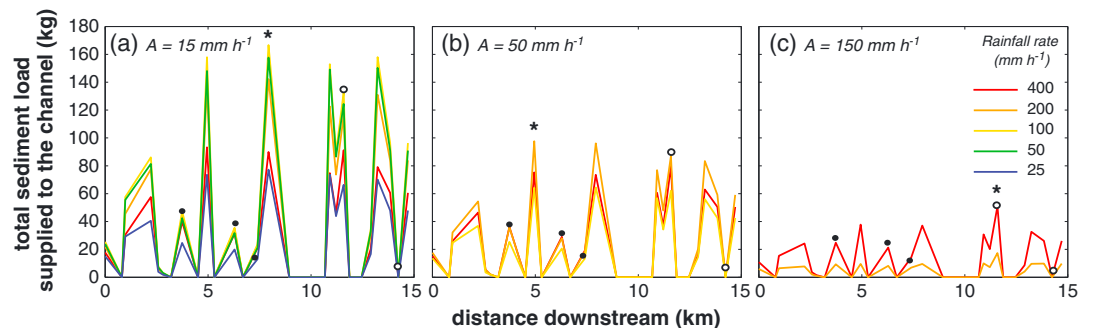 total sediment load
supplied to the channel (kg)
180
160
140
120
100
80
60
40
20
0
(a) A = 15 mm h⁻¹
*
0 5 10 15
(b) A = 50 mm h⁻¹
*
0 5 10 15
(c) A = 150 mm h⁻¹
*
Rainfall rate
(mm h⁻¹)
400
200
100
50
25
0 5 10 15
distance downstream (km)